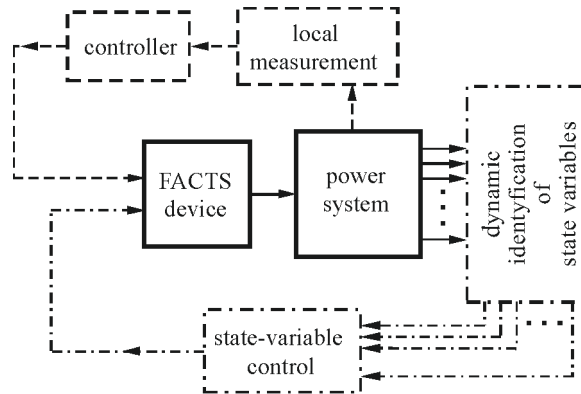 controller
local
measurement
FACTS
device
power
system
dynamic
identyfication
of
state variables
state-variable
control